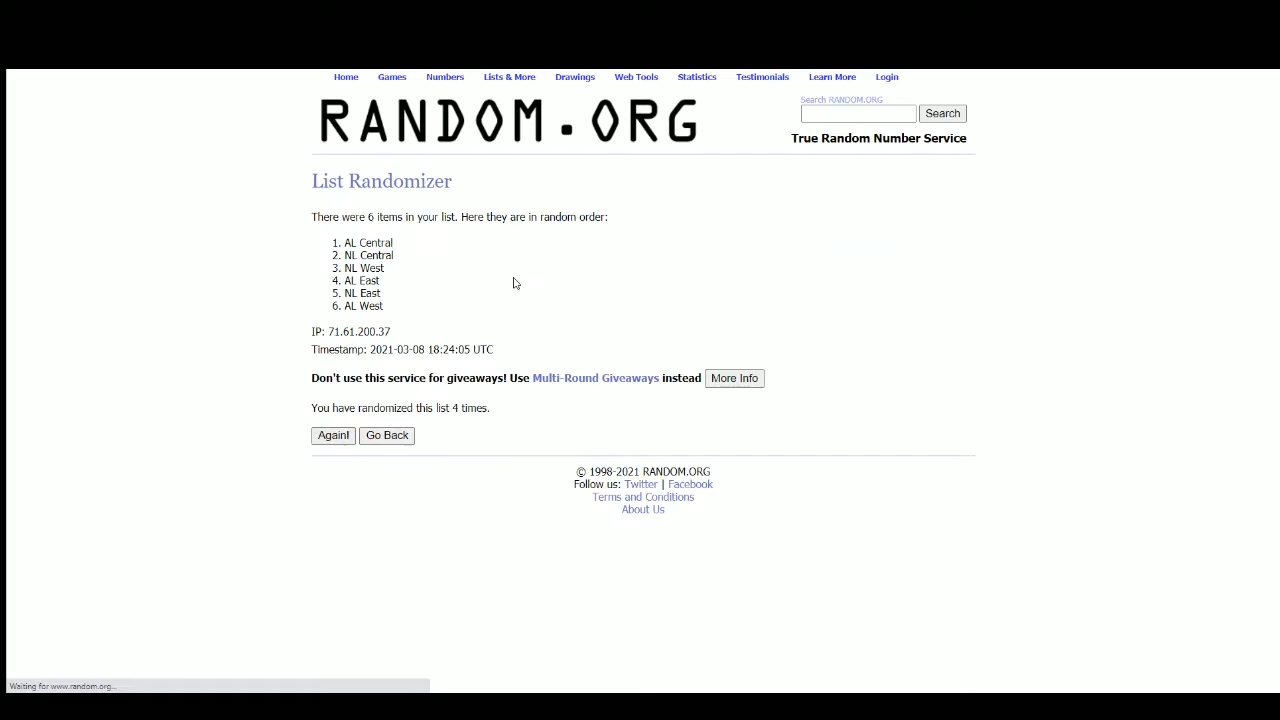 Home Games Numbers Lists & More Drawings Web Tools Statistics Testimonials Learn More Login
RANDOM.ORG
Search RANDOM.ORG
Search
True Random Number Service
List Randomizer
There were 6 items in your list. Here they are in random order:
1. AL Central
2. NL Central
3. NL West
4. AL East
5. NL East
6. AL West
IP: 71.61.200.37
Timestamp: 2021-03-08 18:24:05 UTC
Don't use this service for giveaways! Use Multi-Round Giveaways instead More Info
You have randomized this list 4 times.
Again! Go Back
© 1998-2021 RANDOM.ORG
Follow us: Twitter | Facebook
Terms and Conditions
About Us
Waiting for www.random.org...